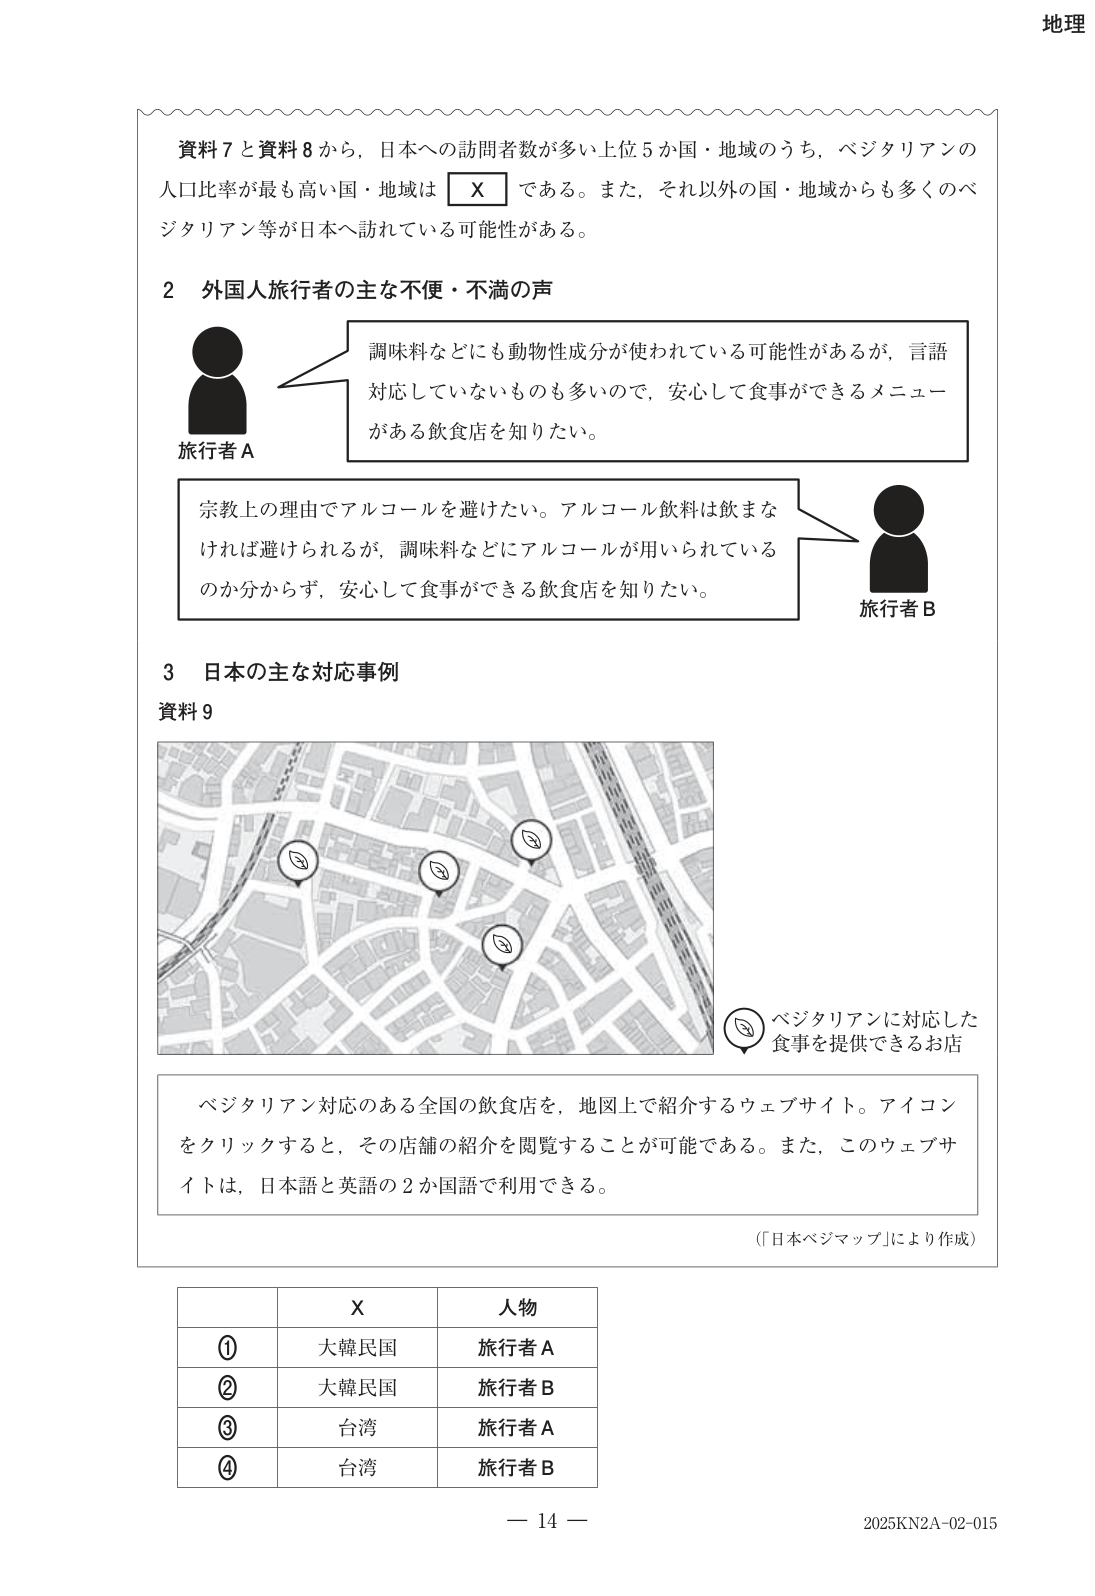 地理
資料7と資料8から，日本への訪問者数が多い上位5か国・地域のうち，ベジタリアンの
人口比率が最も高い国・地域は X である。また，それ以外の国・地域からも多くのベ
ジタリアン等が日本へ訪れている可能性がある。
2 外国人旅行者の主な不便・不満の声
調味料などにも動物性成分が使われている可能性があるが，言語
対応していないものも多いので，安心して食事ができるメニュー
がある飲食店を知りたい。
旅行者A
宗教上の理由でアルコールを避けたい。アルコール飲料は飲まな
ければ避けられるが，調味料などにアルコールが用いられている
のか分からず，安心して食事ができる飲食店を知りたい。
旅行者B
3 日本の主な対応事例
資料9
ベジタリアンに対応した
食事を提供できるお店
ベジタリアン対応のある全国の飲食店を，地図上で紹介するウェブサイト。アイコン
をクリックすると，その店舗の紹介を閲覧することが可能である。また，このウェブサ
イトは，日本語と英語の2か国語で利用できる。
（「日本ベジマップ」により作成）
X 人物
① 大韓民国 旅行者A
② 大韓民国 旅行者B
③ 台湾 旅行者A
④ 台湾 旅行者B
― 14 ―
2025KN2A-02-015